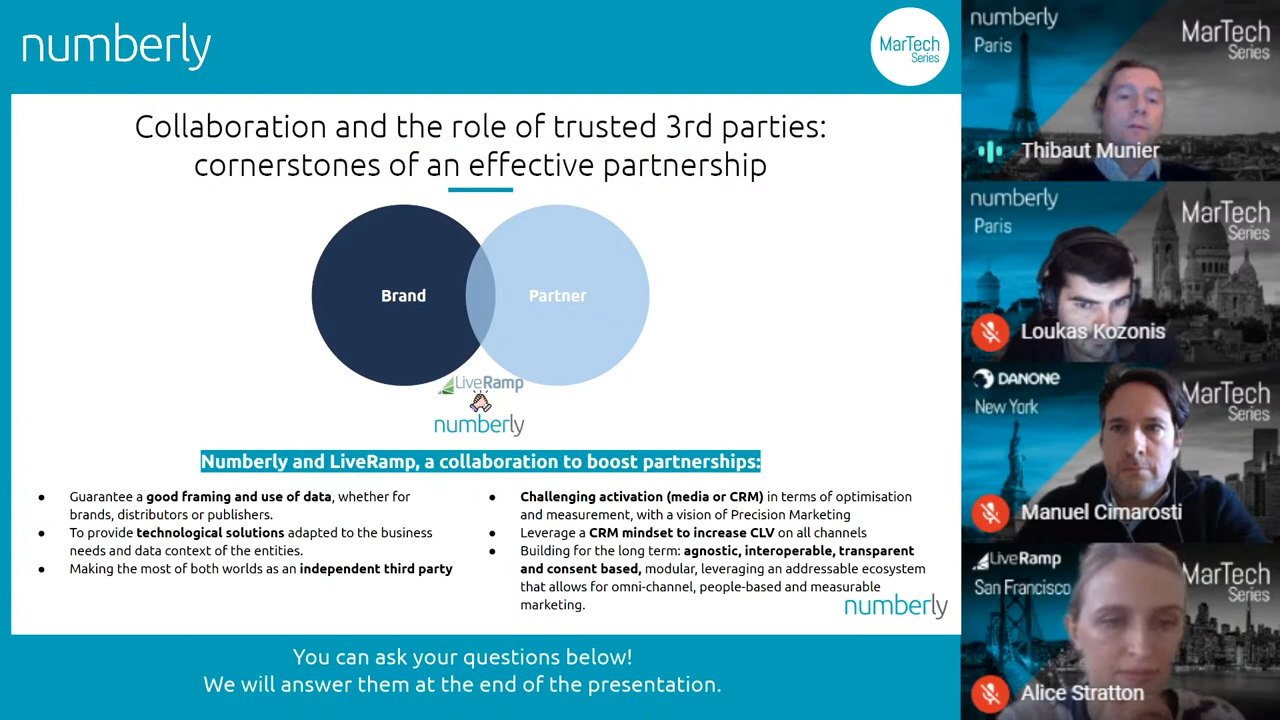 numberly
MarTech
Series
Collaboration and the role of trusted 3rd parties:
cornerstones of an effective partnership
Brand
Partner
LiveRamp
numberly
Numberly and LiveRamp, a collaboration to boost partnerships:
● Guarantee a good framing and use of data, whether for
brands, distributors or publishers.
● To provide technological solutions adapted to the business
needs and data context of the entities.
● Making the most of both worlds as an independent third party
● Challenging activation (media or CRM) in terms of optimisation
and measurement, with a vision of Precision Marketing
● Leverage a CRM mindset to increase CLV on all channels
● Building for the long term: agnostic, interoperable, transparent
and consent based, modular, leveraging an addressable ecosystem
that allows for omni-channel, people-based and measurable
marketing.
numberly
You can ask your questions below!
We will answer them at the end of the presentation.
numberly
Paris
MarTech
Series
Thibaut Munier
numberly
Paris
MarTech
Series
Loukas Kozonis
DANONE
New York
MarTech
Series
Manuel Cimarosti
LiveRamp
San Francisco
MarTech
Series
Alice Stratton